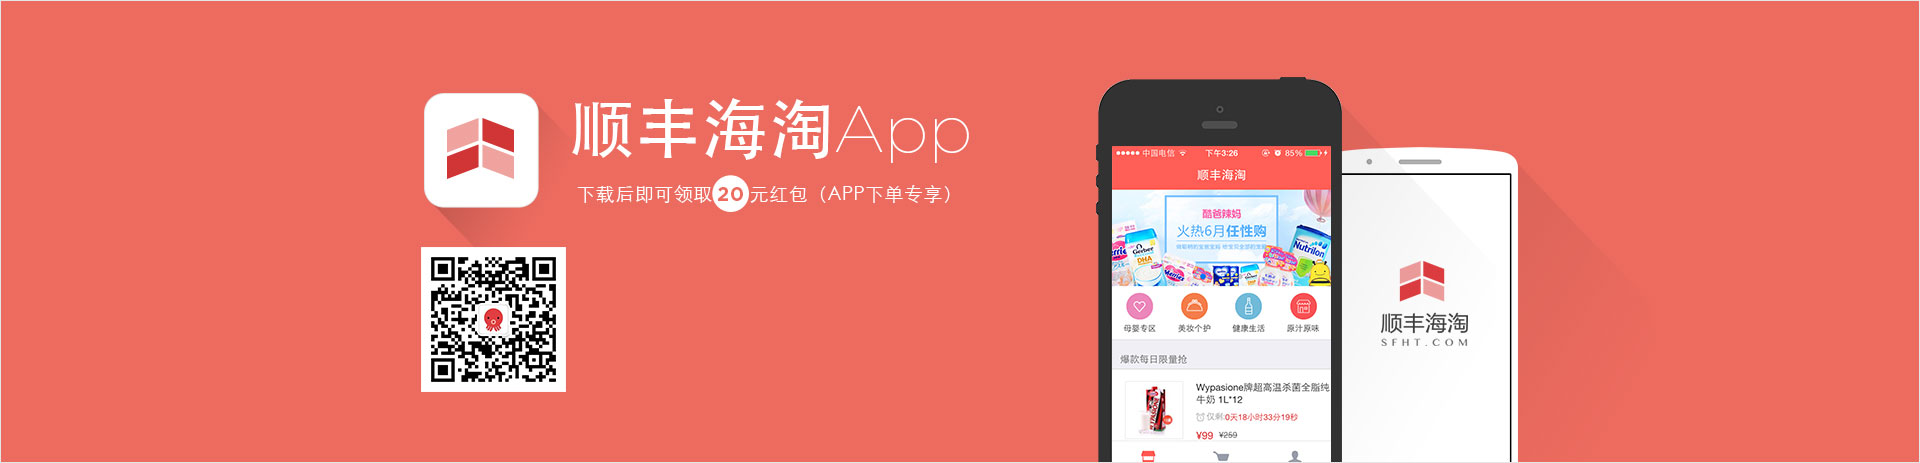 顺丰海淘App
下载后即可领取20元红包（APP下单专享）
中国电信 下午3:26 85%
顺丰海淘
酷爸辣妈
火热6月任性购
Gerber
DHA
Merries
Nutrilon
母婴专区 美妆个护 健康生活 原汁原味
爆款每日限量抢
Wypasione牌超高温杀菌全脂纯
牛奶 1L*12
仅剩:0天18小时33分19秒
¥99 ¥259
顺丰海淘
SFHT.COM